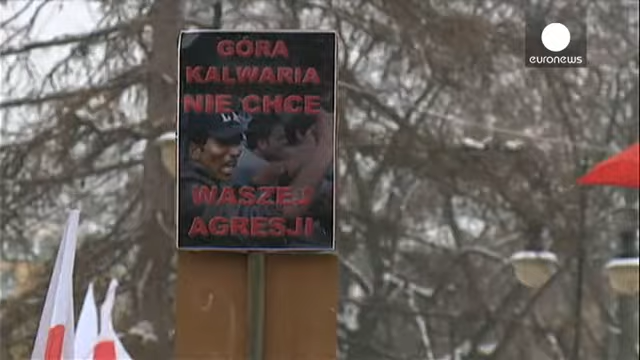 GÓRA
KALWARIA
NIE CHCE
WASZEJ
AGRESJI
euronews